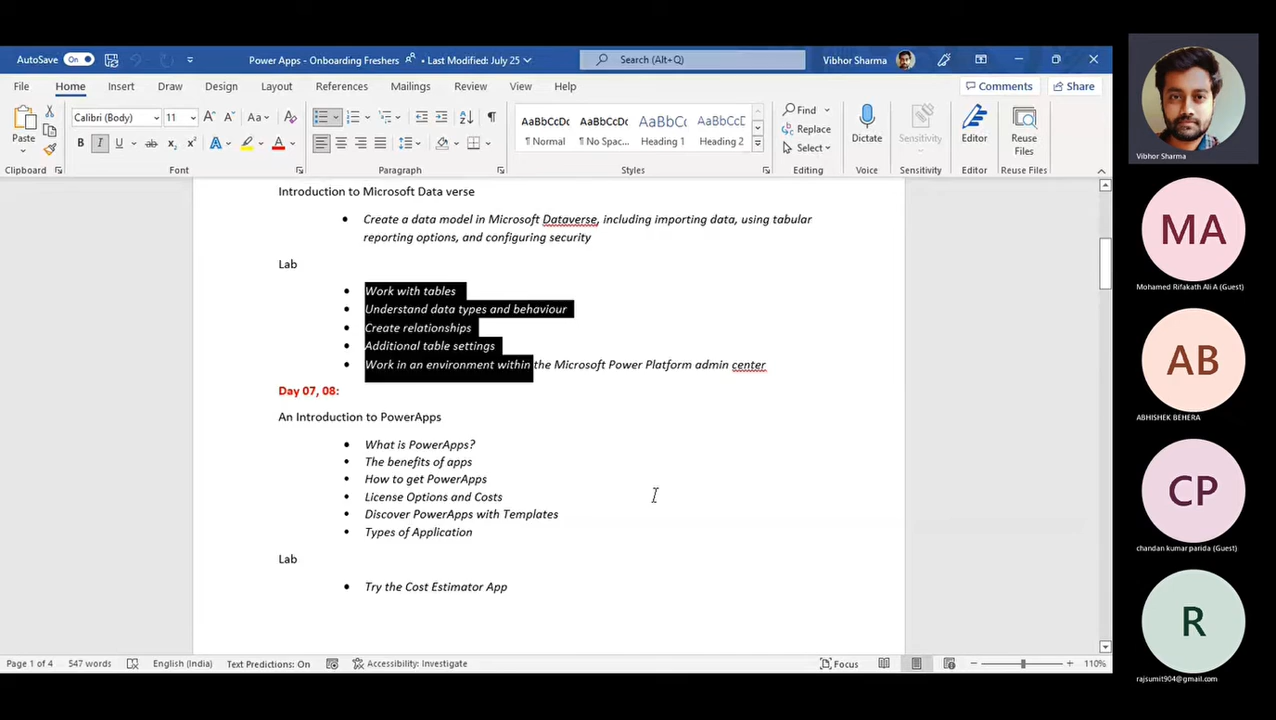 AutoSave On Power Apps - Onboarding Freshers • Last Modified: July 25 Search (Alt+Q) Vibhor Sharma
File Home Insert Draw Design Layout References Mailings Review View Help Comments Share
Paste Calibri (Body) 11 A A Aa A
B I U ab x₂ x² A A
AaBbCcDc AaBbCcDc AaBbCc AaBbCcD
Normal No Spac... Heading 1 Heading 2
Find
Replace
Select
Dictate Sensitivity Editor Reuse Files
Clipboard Font Paragraph Styles Editing Voice Sensitivity Editor Reuse Files
Introduction to Microsoft Data verse
• Create a data model in Microsoft Dataverse, including importing data, using tabular
reporting options, and configuring security
Lab
• Work with tables
• Understand data types and behaviour
• Create relationships
• Additional table settings
• Work in an environment within the Microsoft Power Platform admin center
Day 07, 08:
An Introduction to PowerApps
• What is PowerApps?
• The benefits of apps
• How to get PowerApps
• License Options and Costs
• Discover PowerApps with Templates
• Types of Application
Lab
• Try the Cost Estimator App
Page 1 of 4 547 words English (India) Text Predictions: On Accessibility: Investigate Focus 110%
Vibhor Sharma
MA
Mohamed Rifakath Ali A (Guest)
AB
ABHISHEK BEHERA
CP
chandan kumar parida (Guest)
R
rajsumit904@gmail.com